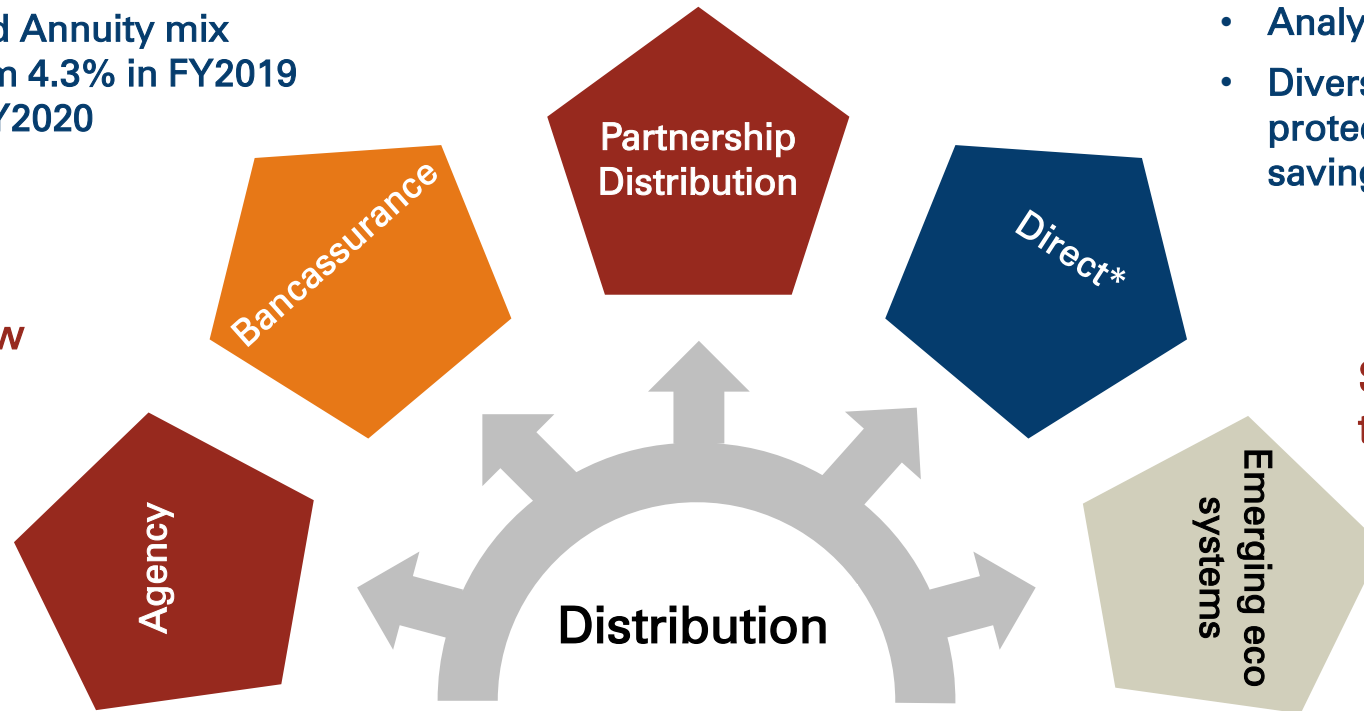 d Annuity mix
4.3% in FY2019
Y2020
Partnership
Distribution
Bancassurance
Direct*
Agency
Emerging eco
systems
Distribution
• Analy
• Divers
protec
saving
w